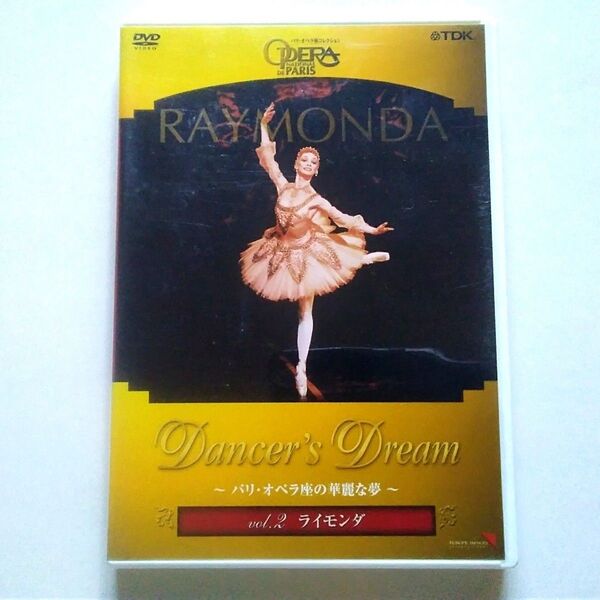 DVD
VIDEO
パリ・オペラ座コレクション
OPERA
NATIONAL
DE PARIS
TDK
RAYMONDA
Dancer's Dream
～ パリ・オペラ座の華麗な夢 ～
vol.2 ライモンダ
EUROPE IMAGES